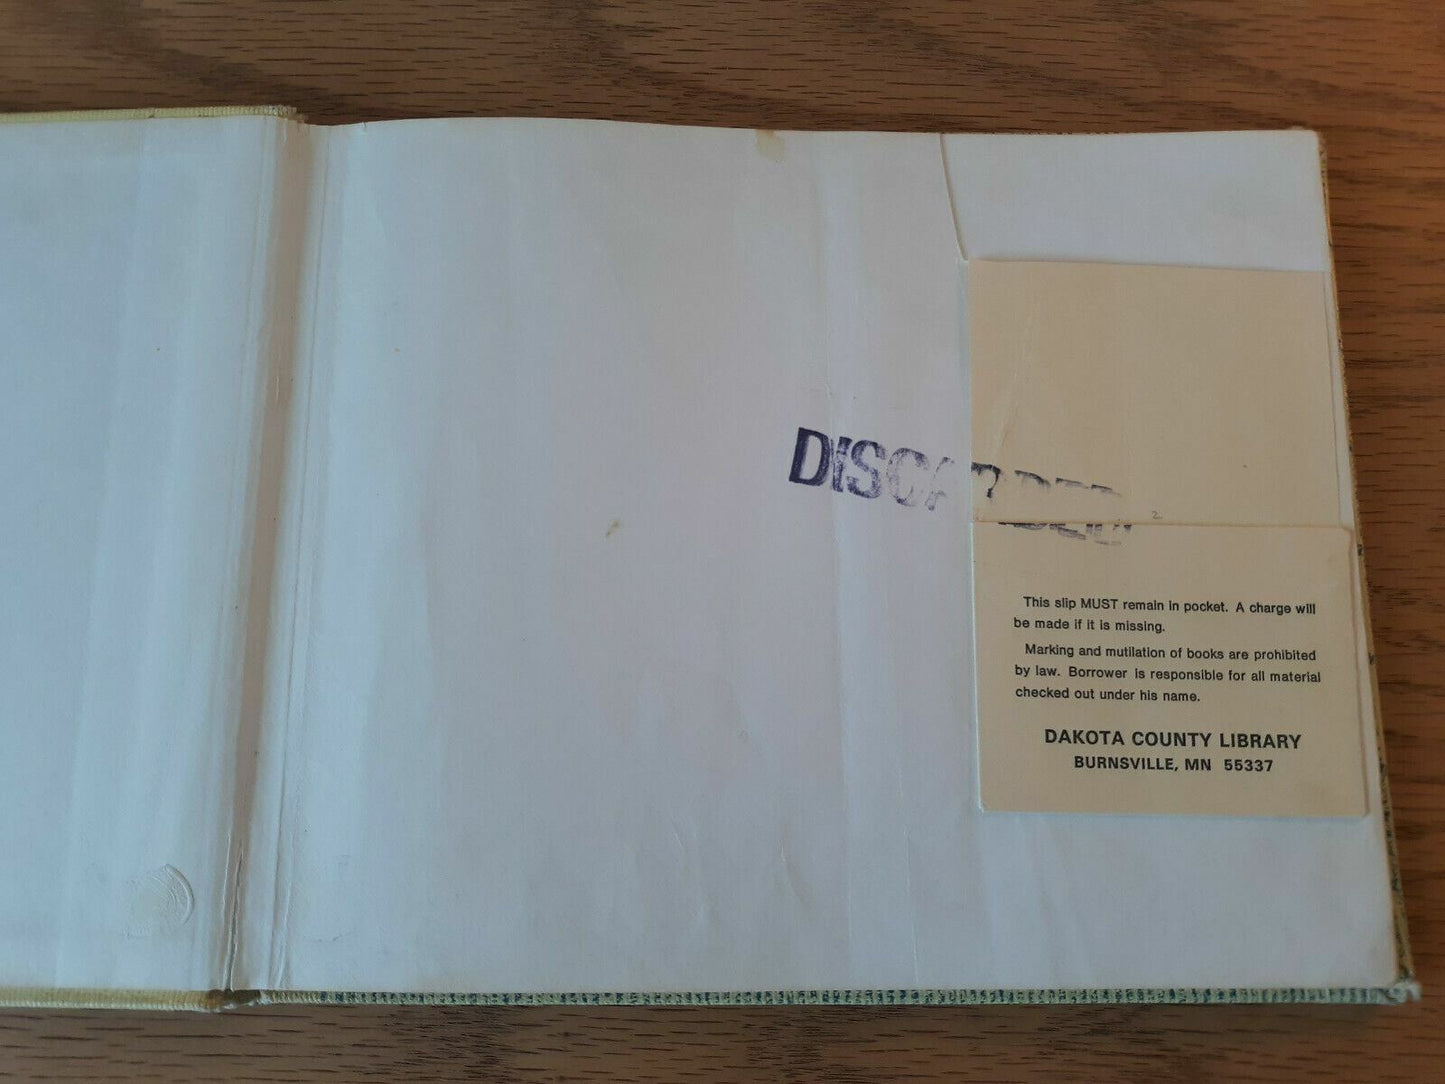 DISCARDED
2
This slip MUST remain in pocket. A charge will
be made if it is missing.
Marking and mutilation of books are prohibited
by law. Borrower is responsible for all material
checked out under his name.
DAKOTA COUNTY LIBRARY
BURNSVILLE, MN 55337